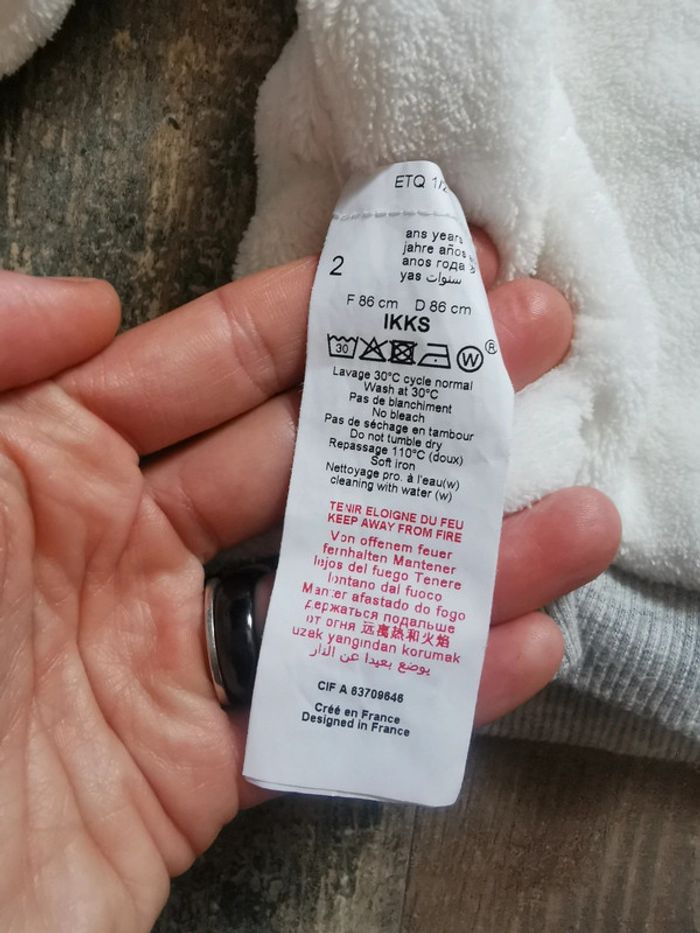 ETQ 1/2
ans years
jahre años
anos года
yas سنوات
2
F 86 cm D 86 cm
IKKS
30 W ®
Lavage 30°C cycle normal
Wash at 30°C
Pas de blanchiment
No bleach
Pas de séchage en tambour
Do not tumble dry
Repassage 110°C (doux)
Soft iron
Nettoyage pro. à l'eau(w)
cleaning with water (w)
TENIR ELOIGNE DU FEU
KEEP AWAY FROM FIRE
Von offenem feuer
fernhalten Mantener
lejos del fuego Tenere
lontano dal fuoco
Manter afastado do fogo
держаться подальше
от огня 远离热和火焰
uzak yangından korumak
يوضع بعيدا عن النار
CIF A 63709646
Créé en France
Designed in France